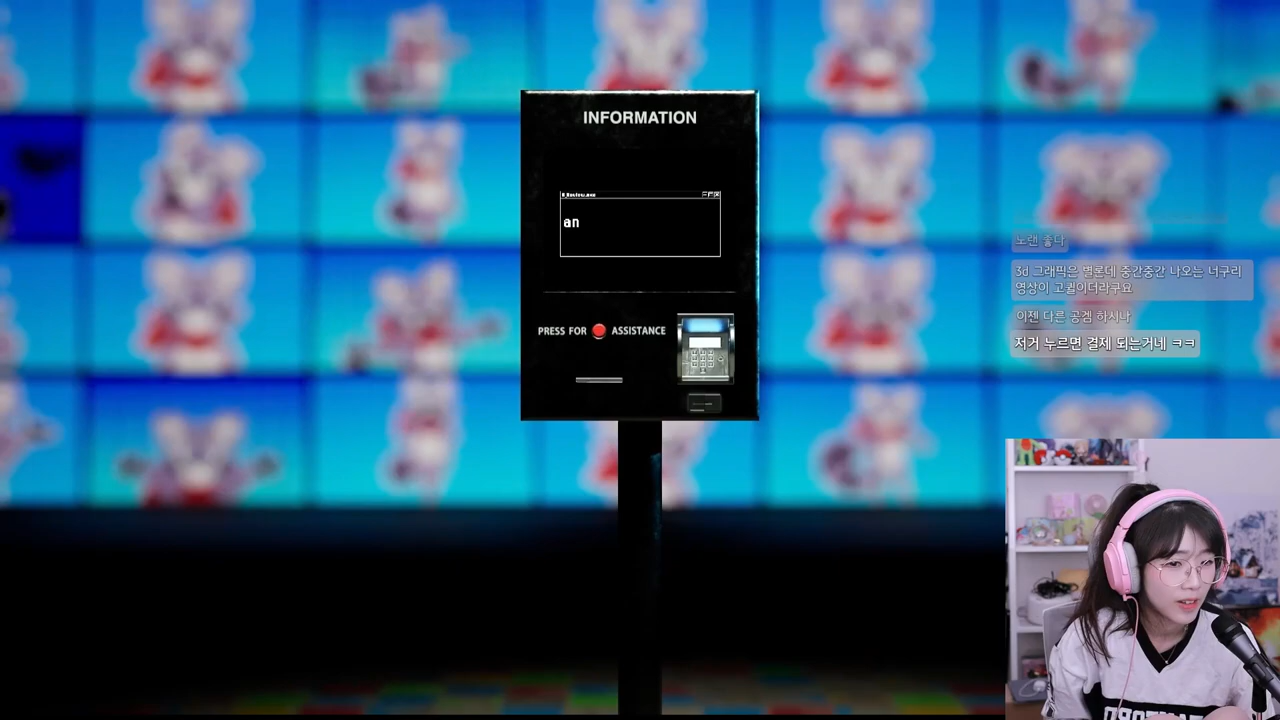 INFORMATION
an
PRESS FOR ASSISTANCE
노랜 좋다
3d 그래픽은 별론데 중간중간 나오는 너구리
영상이 고퀄이더라구요
이젠 다른 공겜 하시나
저거 누르면 결제 되는거네 ㅋㅋ